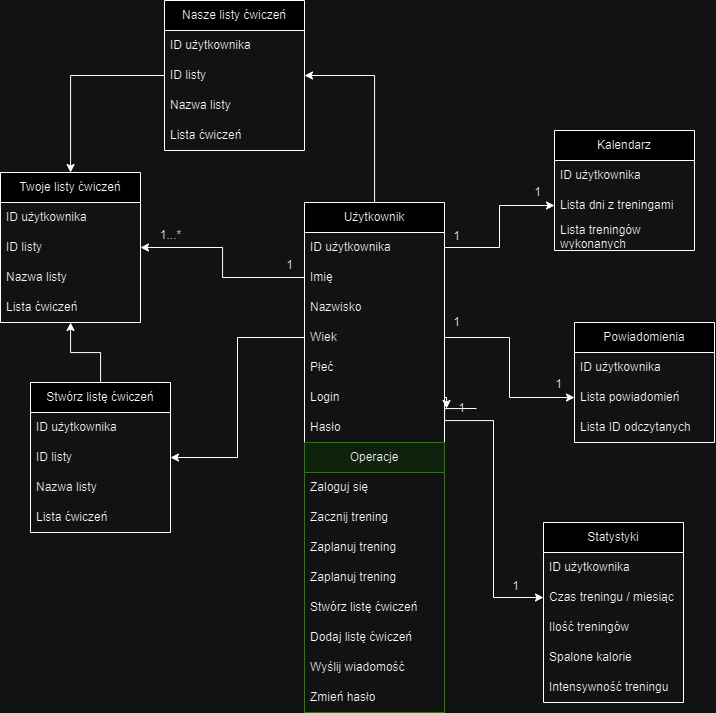 Nasze listy ćwiczeń
ID użytkownika
ID listy
Nazwa listy
Lista ćwiczeń
Twoje listy ćwiczeń
ID użytkownika
ID listy
Nazwa listy
Lista ćwiczeń
Stwórz listę ćwiczeń
ID użytkownika
ID listy
Nazwa listy
Lista ćwiczeń
1...*
1
Użytkownik
ID użytkownika
Imię
Nazwisko
Wiek
Płeć
Login
Hasło
Operacje
Zaloguj się
Zacznij trening
Zaplanuj trening
Zaplanuj trening
Stwórz listę ćwiczeń
Dodaj listę ćwiczeń
Wyślij wiadomość
Zmień hasło
1
1
Kalendarz
ID użytkownika
Lista dni z treningami
Lista treningów
wykonanych
1
1
Powiadomienia
ID użytkownika
Lista powiadomień
Lista ID odczytanych
1
1
Statystyki
ID użytkownika
Czas treningu / miesiąc
Ilość treningów
Spalone kalorie
Intensywność treningu